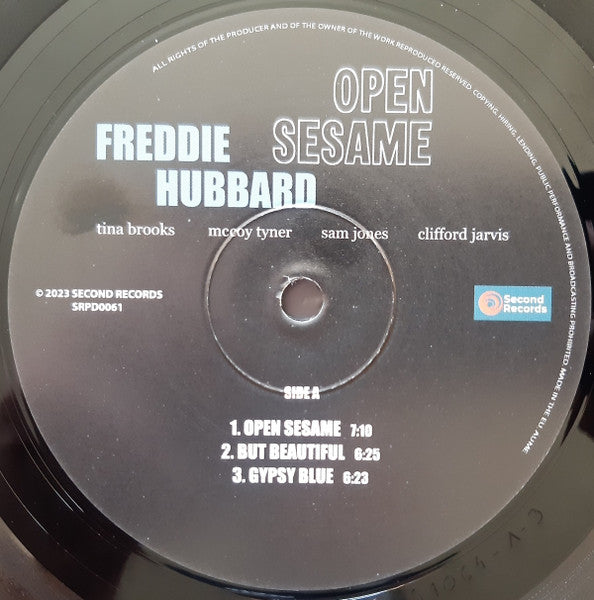 ALL RIGHTS OF THE PRODUCER AND OF THE OWNER OF THE WORK REPRODUCED RESERVED. COPYING, HIRING, LENDING, PUBLIC PERFORMANCE AND BROADCASTING PROHIBITED. MADE IN THE EU.
OPEN
SESAME
FREDDIE
HUBBARD
tina brooks mccoy tyner sam jones clifford jarvis
© 2023 SECOND RECORDS
SRPD0061
Second
Records
SIDE A
1. OPEN SESAME 7:10
2. BUT BEAUTIFUL 6:25
3. GYPSY BLUE 6:23